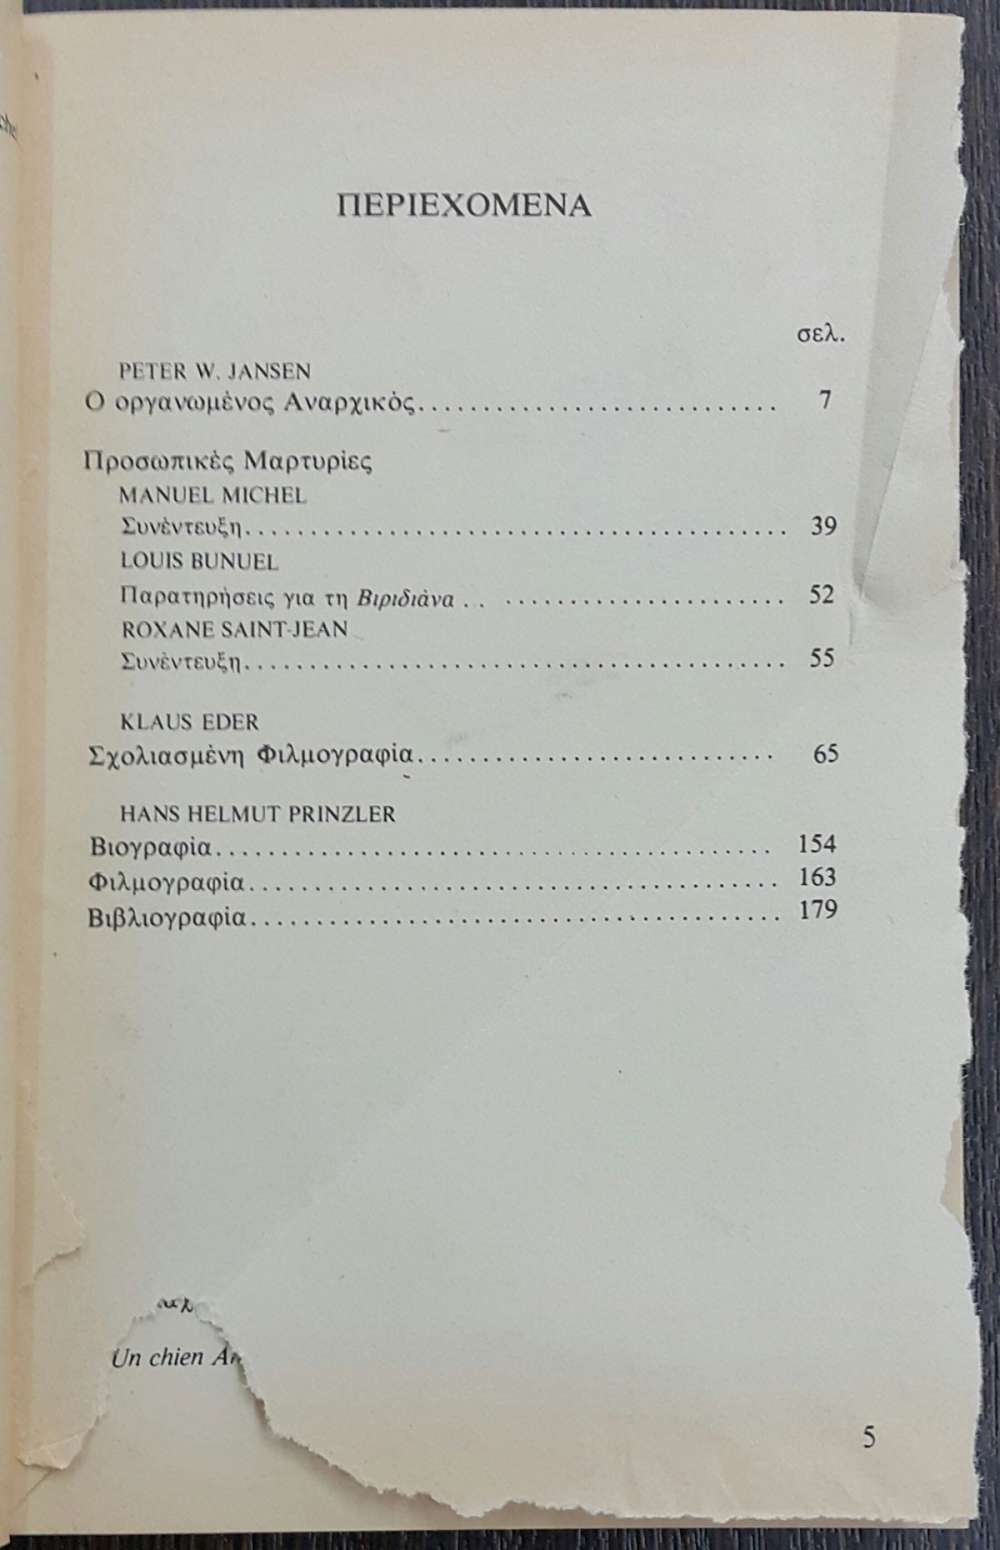 ΠΕΡΙΕΧΟΜΕΝΑ
σελ.
PETER W. JANSEN
Ο οργανωμένος Αναρχικός............................ 7
Προσωπικές Μαρτυρίες
MANUEL MICHEL
Συνέντευξη.......................................... 39
LOUIS BUNUEL
Παρατηρήσεις για τη Βιριδιάνα . . ...................... 52
ROXANE SAINT-JEAN
Συνέντευξη.......................................... 55
KLAUS EDER
Σχολιασμένη Φιλμογραφία............................ 65
HANS HELMUT PRINZLER
Βιογραφία........................................... 154
Φιλμογραφία......................................... 163
Βιβλιογραφία......................................... 179
Un chien
5